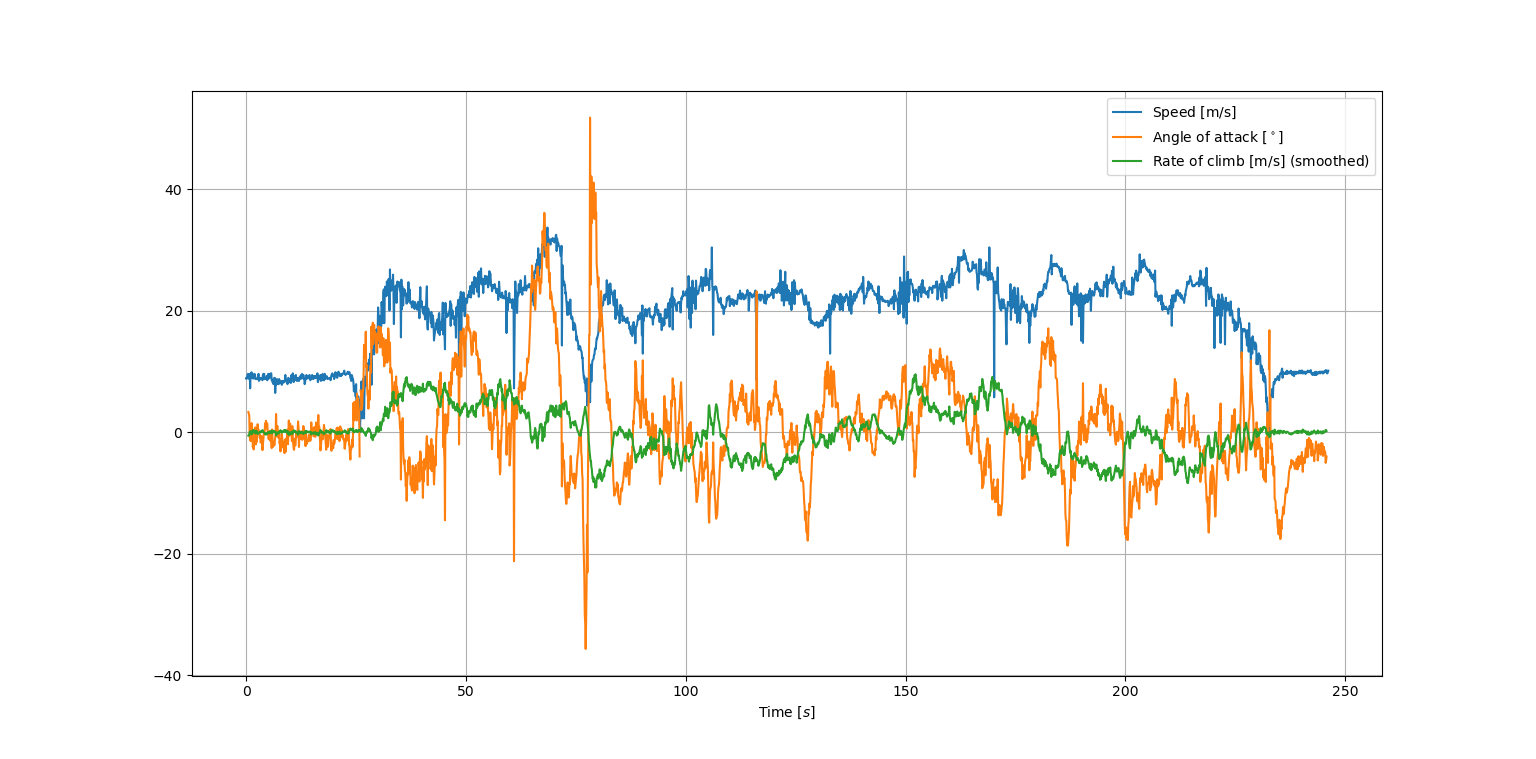 Speed [m/s]
Angle of attack [°]
Rate of climb [m/s] (smoothed)
40
20
0
−20
−40
0 50 100 150 200 250
Time [s]